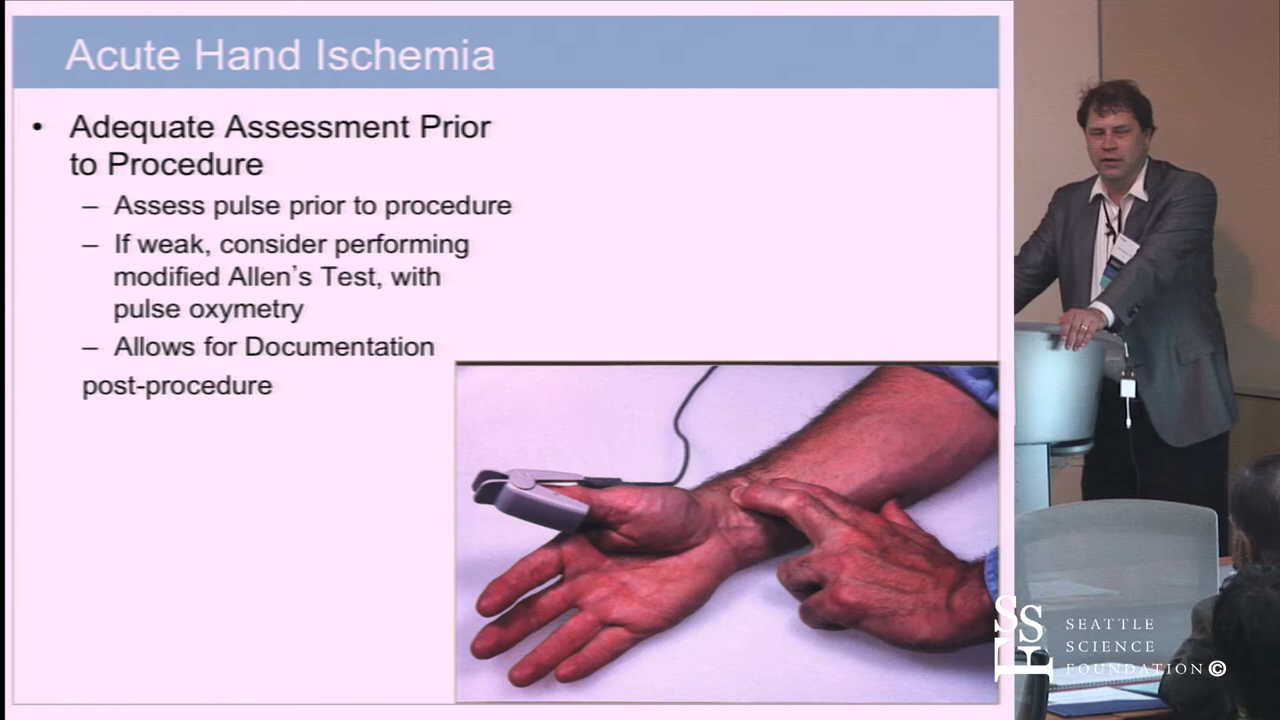 Acute Hand Ischemia
• Adequate Assessment Prior
to Procedure
– Assess pulse prior to procedure
– If weak, consider performing
modified Allen’s Test, with
pulse oxymetry
– Allows for Documentation
post-procedure
SSF
SEATTLE
SCIENCE
FOUNDATION©